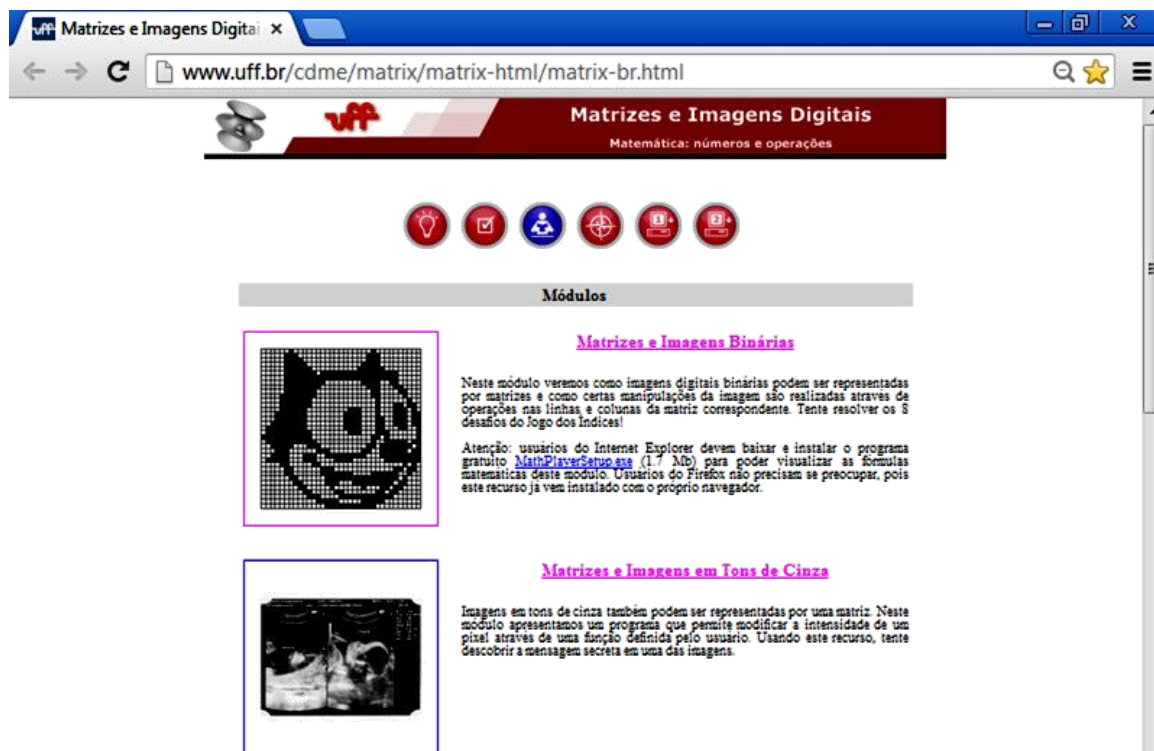 uff Matrizes e Imagens Digitai
www.uff.br/cdme/matrix/matrix-html/matrix-br.html
uff
Matrizes e Imagens Digitais
Matemática: números e operações
1 2
Módulos
Matrizes e Imagens Binárias
Neste módulo veremos como imagens digitais binárias podem ser representadas
por matrizes e como certas manipulações da imagem são realizadas através de
operações nas linhas e colunas da matriz correspondente. Tente resolver os 8
desafios do Jogo dos Índices!
Atenção: usuários do Internet Explorer devem baixar e instalar o programa
gratuito MathPlayerSetup.exe (1.7 Mb) para poder visualizar as fórmulas
matemáticas deste módulo. Usuários do Firefox não precisam se preocupar, pois
este recurso já vem instalado com o próprio navegador.
Matrizes e Imagens em Tons de Cinza
Imagens em tons de cinza também podem ser representadas por uma matriz. Neste
módulo apresentamos um programa que permite modificar a intensidade de um
pixel através de uma função definida pelo usuário. Usando este recurso, tente
descobrir a mensagem secreta em uma das imagens.